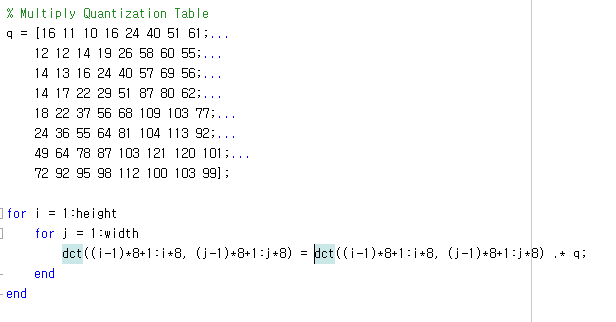 % Multiply Quantization Table
q = [16 11 10 16 24 40 51 61;...
12 12 14 19 26 58 60 55;...
14 13 16 24 40 57 69 56;...
14 17 22 29 51 87 80 62;...
18 22 37 56 68 109 103 77;...
24 36 55 64 81 104 113 92;...
49 64 78 87 103 121 120 101;...
72 92 95 98 112 100 103 99];
for i = 1:height
for j = 1:width
dct((i-1)*8+1:i*8, (j-1)*8+1:j*8) = dct((i-1)*8+1:i*8, (j-1)*8+1:j*8) .* q;
end
end